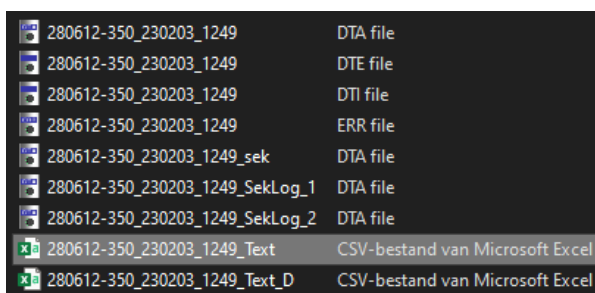 280612-350_230203_1249 DTA file
280612-350_230203_1249 DTE file
280612-350_230203_1249 DTI file
280612-350_230203_1249 ERR file
280612-350_230203_1249_sek DTA file
280612-350_230203_1249_SekLog_1 DTA file
280612-350_230203_1249_SekLog_2 DTA file
280612-350_230203_1249_Text CSV-bestand van Microsoft Excel
280612-350_230203_1249_Text_D CSV-bestand van Microsoft Excel